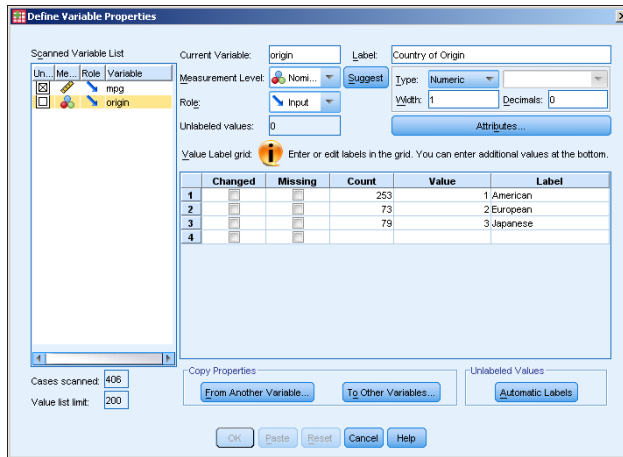 Define Variable Properties
Scanned Variable List
Un... Me... Role Variable
mpg
origin
Cases scanned: 406
Value list limit: 200
Current Variable: origin Label: Country of Origin
Measurement Level: Nomi... Suggest Type: Numeric
Role: Input Width: 1 Decimals: 0
Unlabeled values: 0 Attributes...
Value Label grid: Enter or edit labels in the grid. You can enter additional values at the bottom.
Changed Missing Count Value Label
1 253 1 American
2 73 2 European
3 79 3 Japanese
4
Copy Properties
From Another Variable... To Other Variables...
Unlabeled Values
Automatic Labels
OK Paste Reset Cancel Help